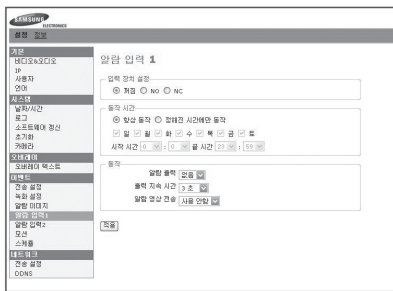 SAMSUNG
ELECTRONICS
설정 정보
기본
비디오&오디오
IP
사용자
언어
시스템
날짜/시간
로그
소프트웨어 갱신
초기화
카메라
오버레이
오버레이 텍스트
이벤트
전송 설정
녹화 설정
알람 이미지
알람 입력1
알람 입력2
모션
스케쥴
네트워크
전송 설정
DDNS
알람 입력 1
입력 장치 설정
꺼짐 NO NC
동작 시간
항상 동작 정해진 시간에만 동작
일 월 화 수 목 금 토
시작 시간 0 : 0 끝 시간 23 : 59
동작
알람 출력 없음
출력 지속 시간 3 초
알람 영상 전송 사용 안함
적용